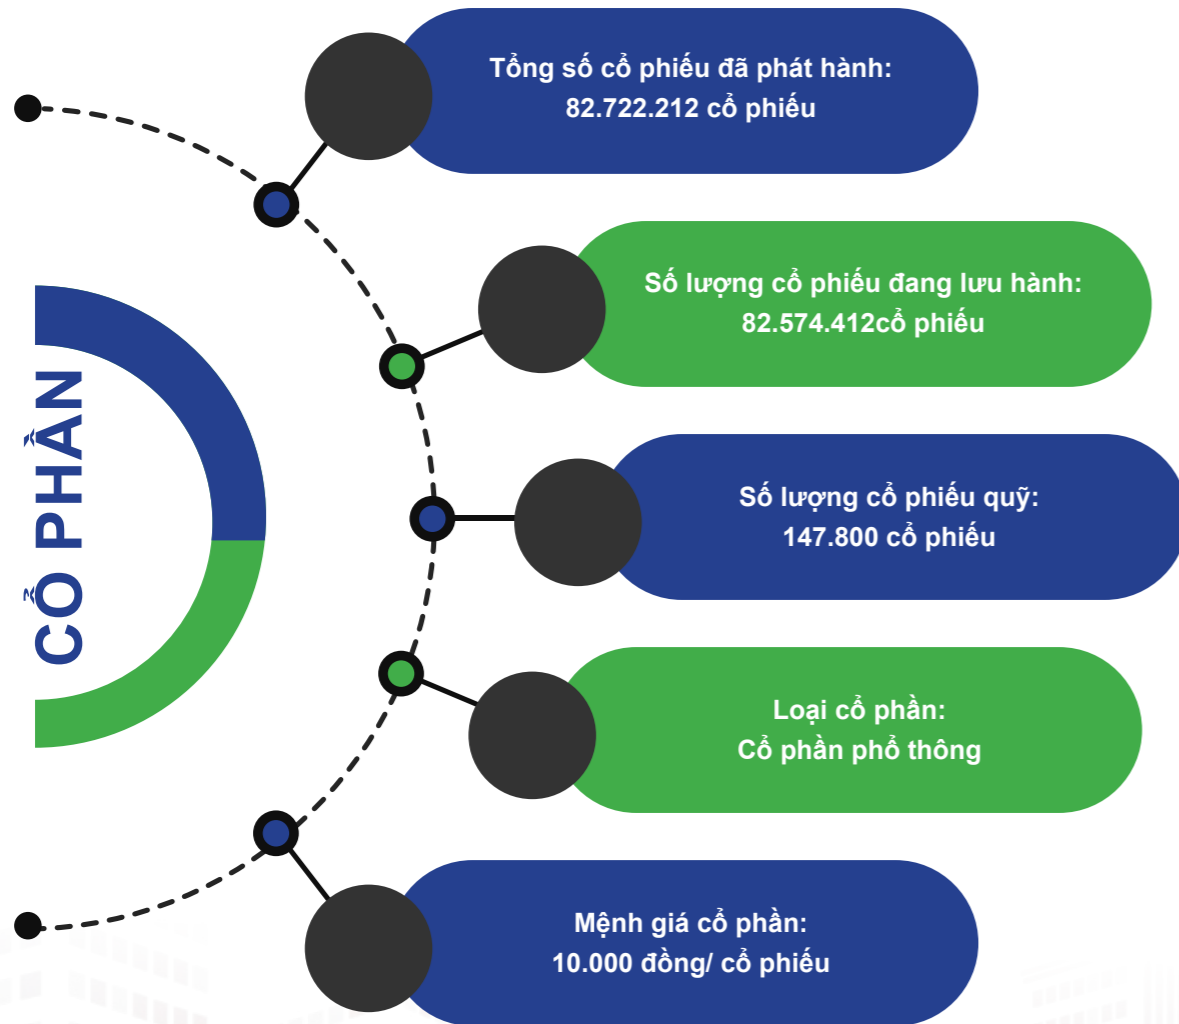 CỔ PHẦN
Tổng số cổ phiếu đã phát hành:
82.722.212 cổ phiếu
Số lượng cổ phiếu đang lưu hành:
82.574.412cổ phiếu
Số lượng cổ phiếu quỹ:
147.800 cổ phiếu
Loại cổ phần:
Cổ phần phổ thông
Mệnh giá cổ phần:
10.000 đồng/ cổ phiếu